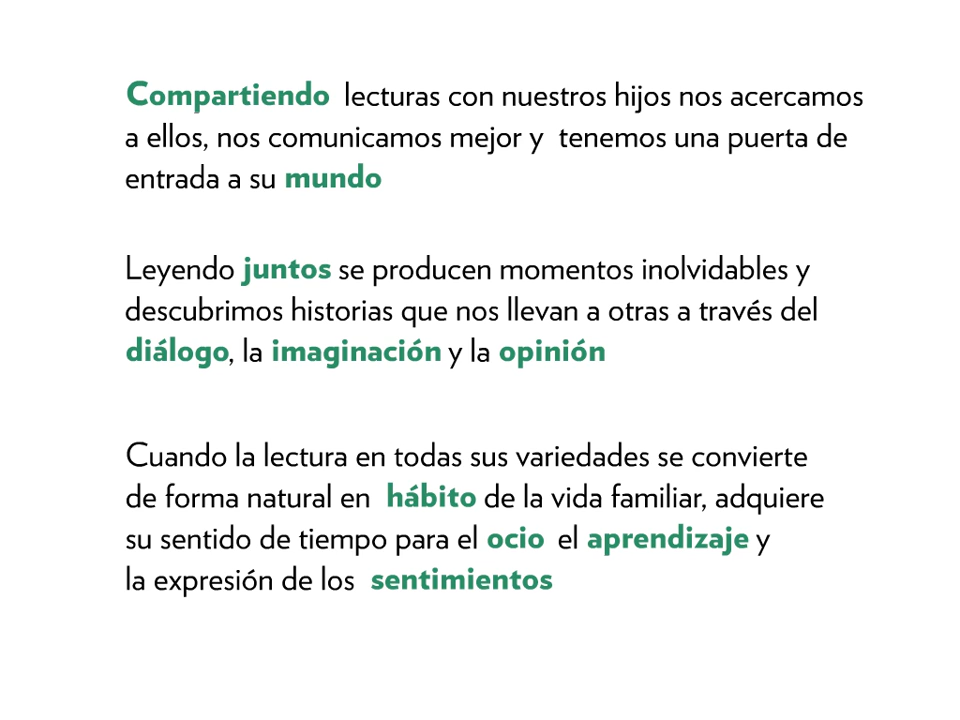 Compartiendo lecturas con nuestros hijos nos acercamos
a ellos, nos comunicamos mejor y tenemos una puerta de
entrada a su mundo
Leyendo juntos se producen momentos inolvidables y
descubrimos historias que nos llevan a otras a través del
diálogo, la imaginación y la opinión
Cuando la lectura en todas sus variedades se convierte
de forma natural en hábito de la vida familiar, adquiere
su sentido de tiempo para el ocio el aprendizaje y
la expresión de los sentimientos